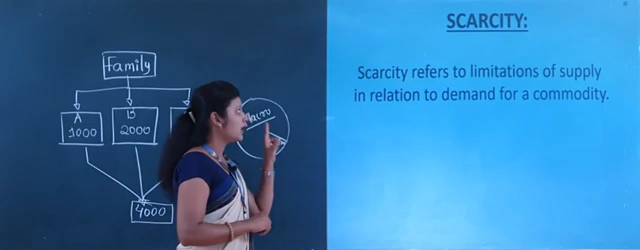 family
A
B
1000
2000
4000
SCARCITY:
Scarcity refers to limitations of supply
in relation to demand for a commodity.